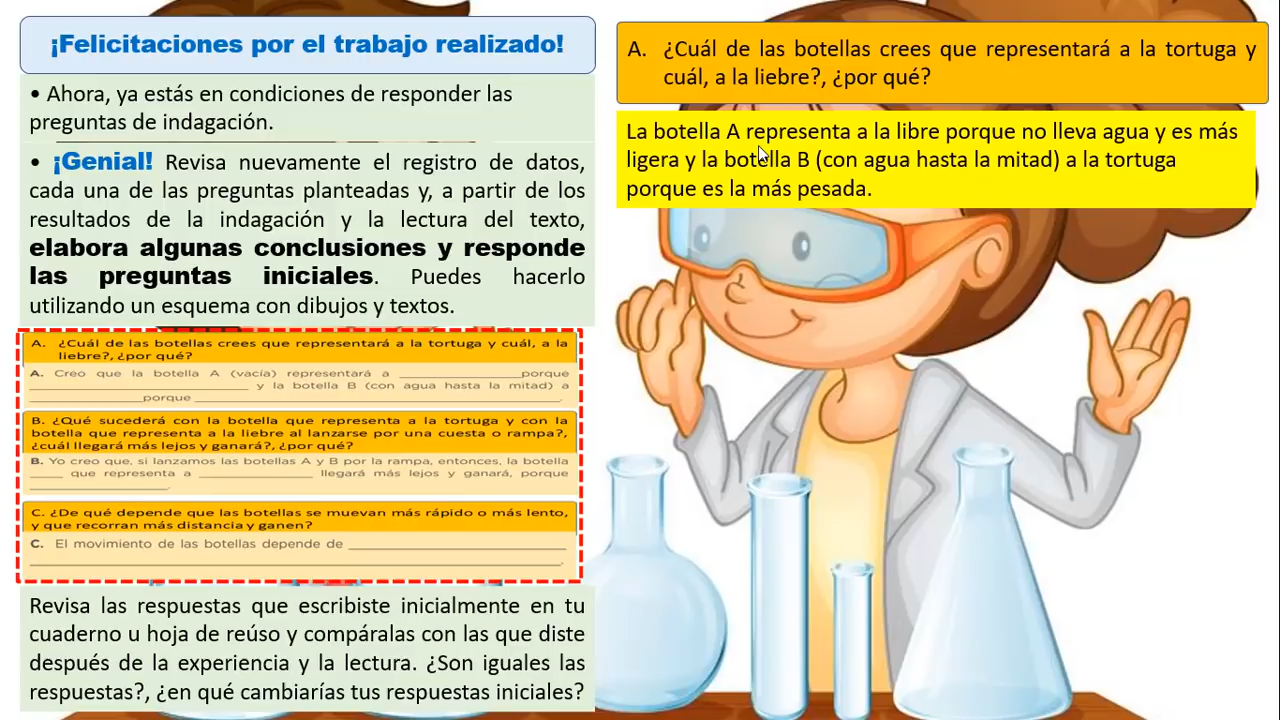 ¡Felicitaciones por el trabajo realizado!
• Ahora, ya estás en condiciones de responder las
preguntas de indagación.
• ¡Genial! Revisa nuevamente el registro de datos,
cada una de las preguntas planteadas y, a partir de los
resultados de la indagación y la lectura del texto,
elabora algunas conclusiones y responde
las preguntas iniciales. Puedes hacerlo
utilizando un esquema con dibujos y textos.
A. ¿Cuál de las botellas crees que representará a la tortuga y cuál, a la
liebre?, ¿por qué?
A. Creo que la botella A (vacía) representará a ____________porque
______________________ y la botella B (con agua hasta la mitad) a
____________porque ____________________________________.
B. ¿Qué sucederá con la botella que representa a la tortuga y con la
botella que representa a la liebre al lanzarse por una cuesta o rampa?,
¿cuál llegará más lejos y ganará?, ¿por qué?
B. Yo creo que, si lanzamos las botellas A y B por la rampa, entonces, la botella
____ que representa a ____________ llegará más lejos y ganará, porque
______________.
C. ¿De qué depende que las botellas se muevan más rápido o más lento,
y que recorran más distancia y ganen?
C. El movimiento de las botellas depende de ______________________
______________________________________________________.
Revisa las respuestas que escribiste inicialmente en tu
cuaderno u hoja de reúso y compáralas con las que diste
después de la experiencia y la lectura. ¿Son iguales las
respuestas?, ¿en qué cambiarías tus respuestas iniciales?
A. ¿Cuál de las botellas crees que representará a la tortuga y
cuál, a la liebre?, ¿por qué?
La botella A representa a la libre porque no lleva agua y es más
ligera y la botella B (con agua hasta la mitad) a la tortuga
porque es la más pesada.